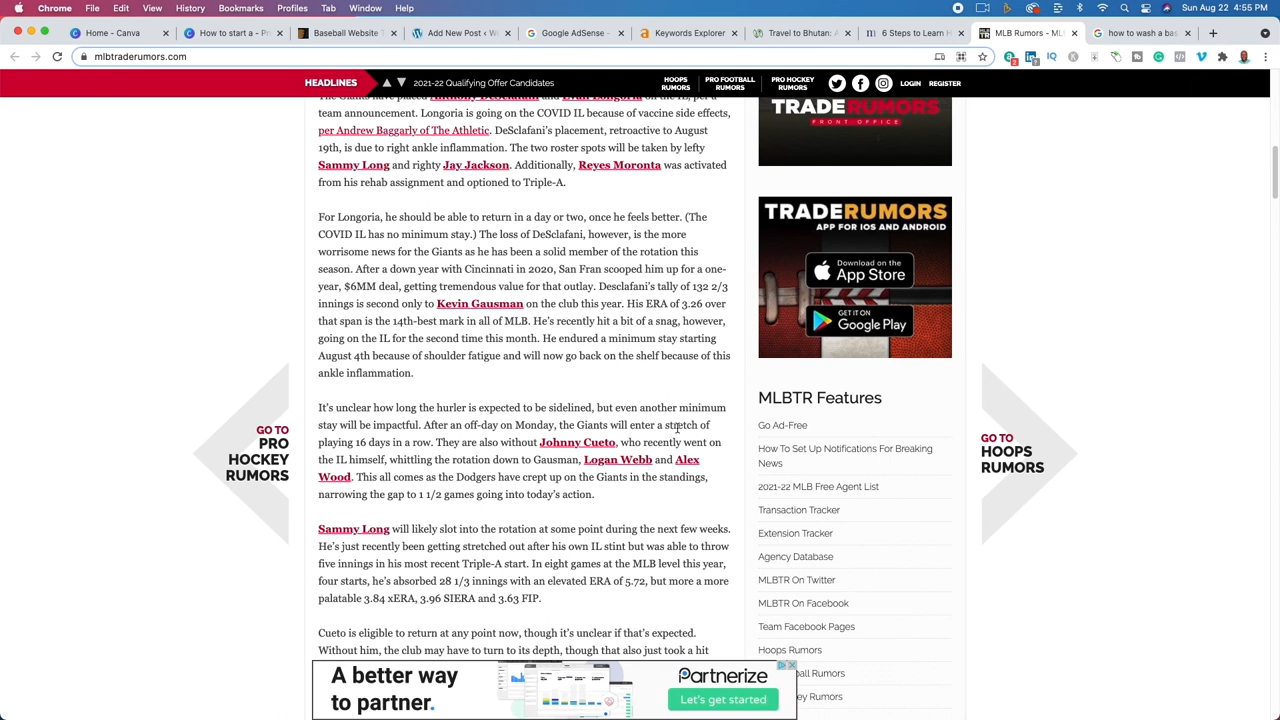 Chrome File Edit View History Bookmarks Profiles Tab Window Help
4:55 PM
Home - Canva
How to start a - P
Baseball Website T
Add New Post ‹ W
Google AdSense -
Keywords Explorer
Travel to Bhutan: A
6 Steps to Learn H
MLB Rumors - ML
how to wash a bas
mlbtraderumors.com
HEADLINES
2021-22 Qualifying Offer Candidates
HOOPS RUMORS
PRO FOOTBALL RUMORS
PRO HOCKEY RUMORS
LOGIN REGISTER
team announcement. Longoria is going on the COVID IL because of vaccine side effects,
per Andrew Baggarly of The Athletic. DeSclafani's placement, retroactive to August
19th, is due to right ankle inflammation. The two roster spots will be taken by lefty
Sammy Long and righty Jay Jackson. Additionally, Reyes Moronta was activated
from his rehab assignment and optioned to Triple-A.
For Longoria, he should be able to return in a day or two, once he feels better. (The
COVID IL has no minimum stay.) The loss of DeSclafani, however, is the more
worrisome news for the Giants as he has been a solid member of the rotation this
season. After a down year with Cincinnati in 2020, San Fran scooped him up for a one-
year, $6MM deal, getting tremendous value for that outlay. Desclafani's tally of 132 2/3
innings is second only to Kevin Gausman on the club this year. His ERA of 3.26 over
that span is the 14th-best mark in all of MLB. He's recently hit a bit of a snag, however,
going on the IL for the second time this month. He endured a minimum stay starting
August 4th because of shoulder fatigue and will now go back on the shelf because of this
ankle inflammation.
It's unclear how long the hurler is expected to be sidelined, but even another minimum
stay will be impactful. After an off-day on Monday, the Giants will enter a stretch of
playing 16 days in a row. They are also without Johnny Cueto, who recently went on
the IL himself, whittling the rotation down to Gausman, Logan Webb and Alex
Wood. This all comes as the Dodgers have crept up on the Giants in the standings,
narrowing the gap to 1 1/2 games going into today's action.
Sammy Long will likely slot into the rotation at some point during the next few weeks.
He's just recently been getting stretched out after his own IL stint but was able to throw
five innings in his most recent Triple-A start. In eight games at the MLB level this year,
four starts, he's absorbed 28 1/3 innings with an elevated ERA of 5.72, but more a more
palatable 3.84 xERA, 3.96 SIERA and 3.63 FIP.
Cueto is eligible to return at any point now, though it's unclear if that's expected.
Without him, the club may have to turn to its depth, though that also just took a hit
GO TO
PRO
HOCKEY
RUMORS
GO TO
HOOPS
RUMORS
TRADE RUMORS
FRONT OFFICE
TRADERUMORS
APP FOR IOS AND ANDROID
Download on the
App Store
GET IT ON
Google Play
MLBTR Features
Go Ad-Free
How To Set Up Notifications For Breaking
News
2021-22 MLB Free Agent List
Transaction Tracker
Extension Tracker
Agency Database
MLBTR On Twitter
MLBTR On Facebook
Team Facebook Pages
Hoops Rumors
ball Rumors
ey Rumors
A better way
to partner.
Partnerize
Let's get started